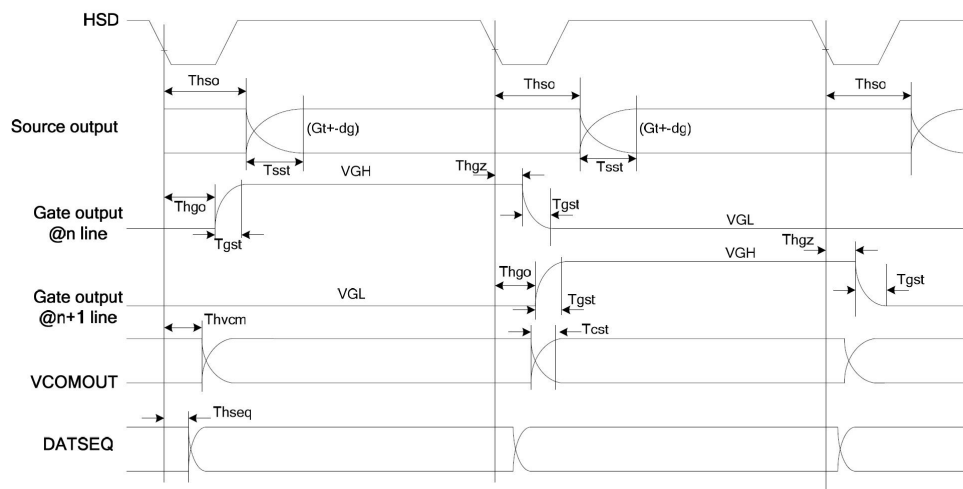 HSD
Thso
Thso
Thso
Source output
(Gt+-dg)
(Gt+-dg)
Tsst
Tsst
VGH
Thgz
Thgo
Gate output
@n line
Tgst
Tgst
VGL
Thgz
VGH
Thgo
Gate output
@n+1 line
VGL
Tgst
Tgst
Thvcm
Tcst
VCOMOUT
Thseq
DATSEQ